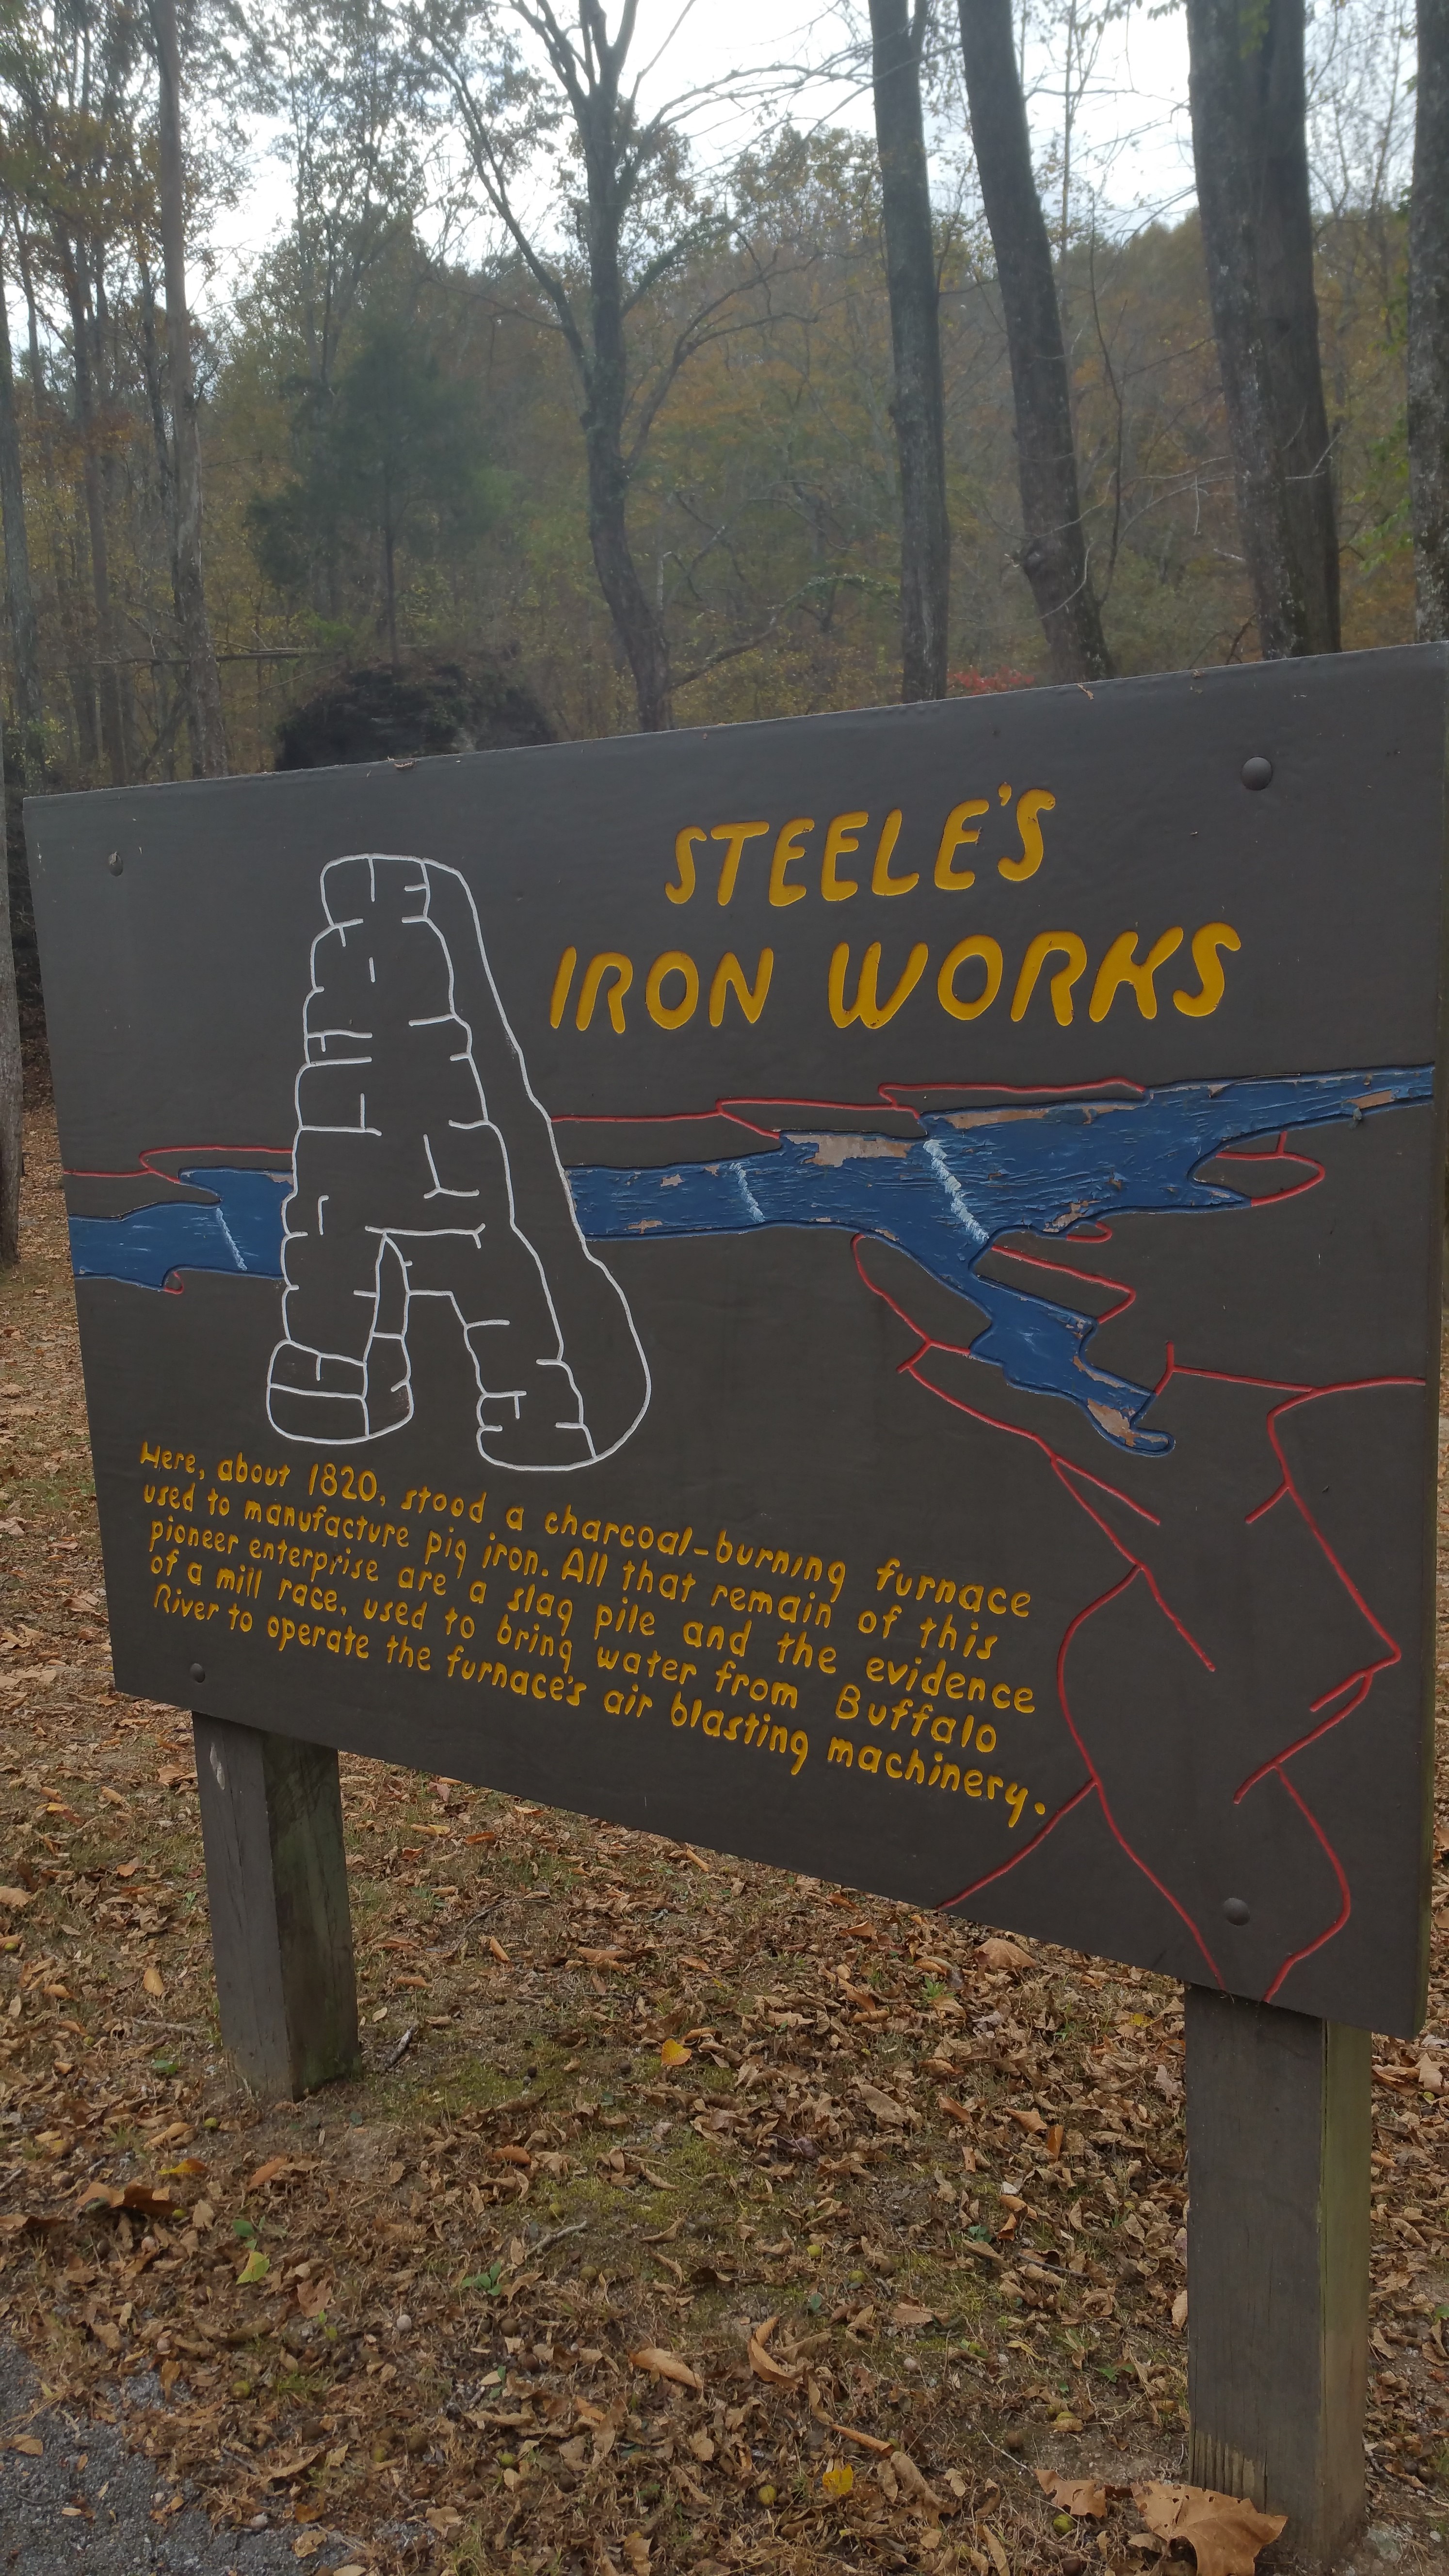 STEELE'S
IRON WORKS
Here, about 1820, stood a charcoal-burning furnace
used to manufacture pig iron. All that remain of this
pioneer enterprise are a slag pile and the evidence
of a mill race, used to bring water from Buffalo
River to operate the furnace's air blasting machinery.